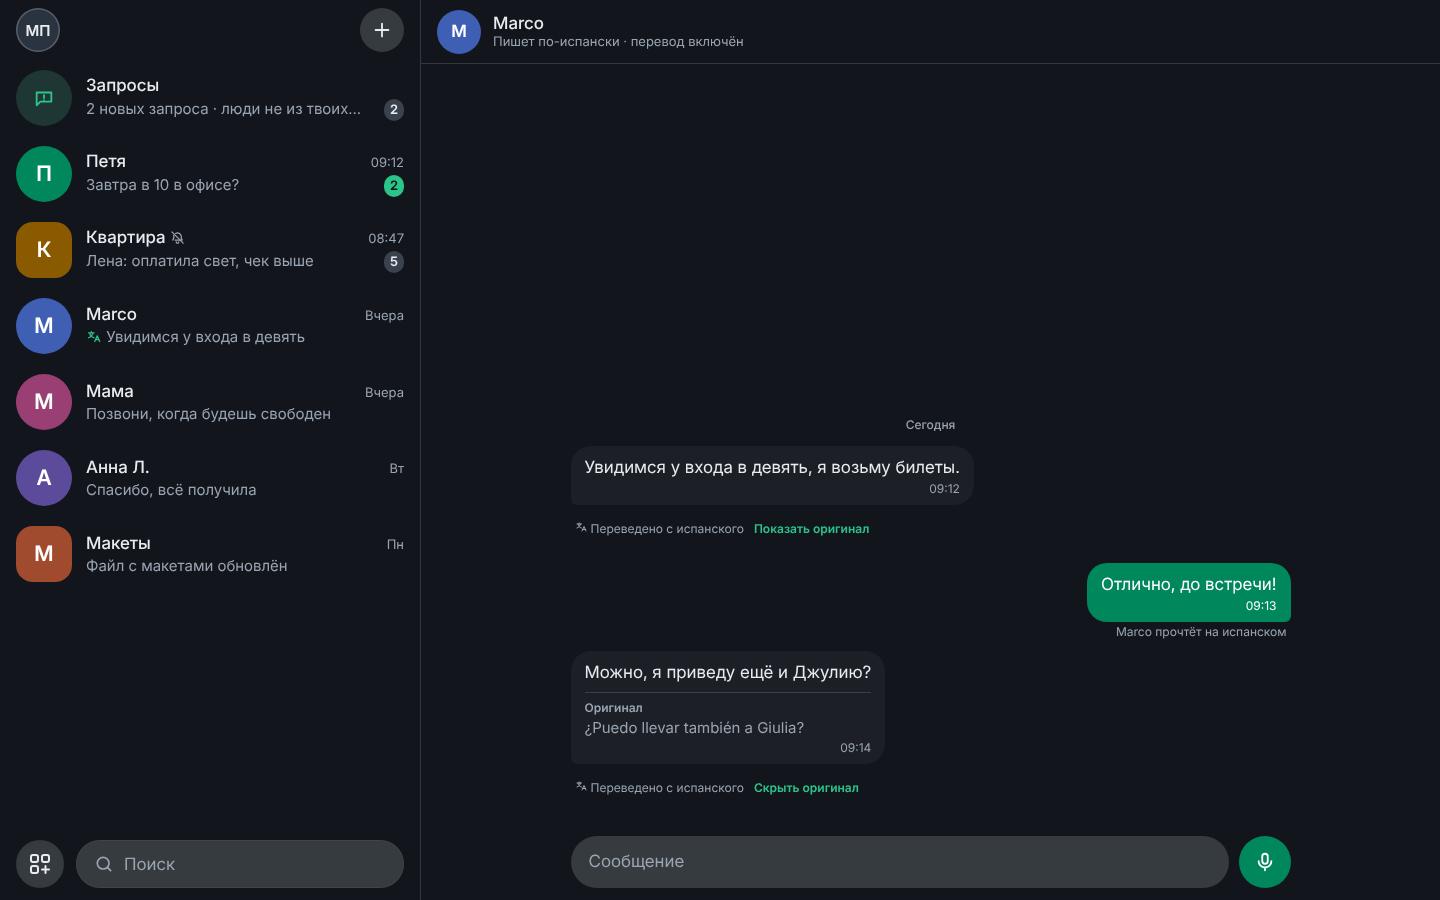 МП
Запросы
2 новых запроса · люди не из твоих...
2
П
Петя
09:12
Завтра в 10 в офисе?
2
К
Квартира
08:47
Лена: оплатила свет, чек выше
5
M
Marco
Вчера
Увидимся у входа в девять
М
Мама
Вчера
Позвони, когда будешь свободен
А
Анна Л.
Вт
Спасибо, всё получила
М
Макеты
Пн
Файл с макетами обновлён
Поиск
M
Marco
Пишет по-испански · перевод включён
Сегодня
Увидимся у входа в девять, я возьму билеты.
09:12
Переведено с испанского Показать оригинал
Отлично, до встречи!
09:13
Marco прочтёт на испанском
Можно, я приведу ещё и Джулию?
Оригинал
¿Puedo llevar también a Giulia?
09:14
Переведено с испанского Скрыть оригинал
Сообщение